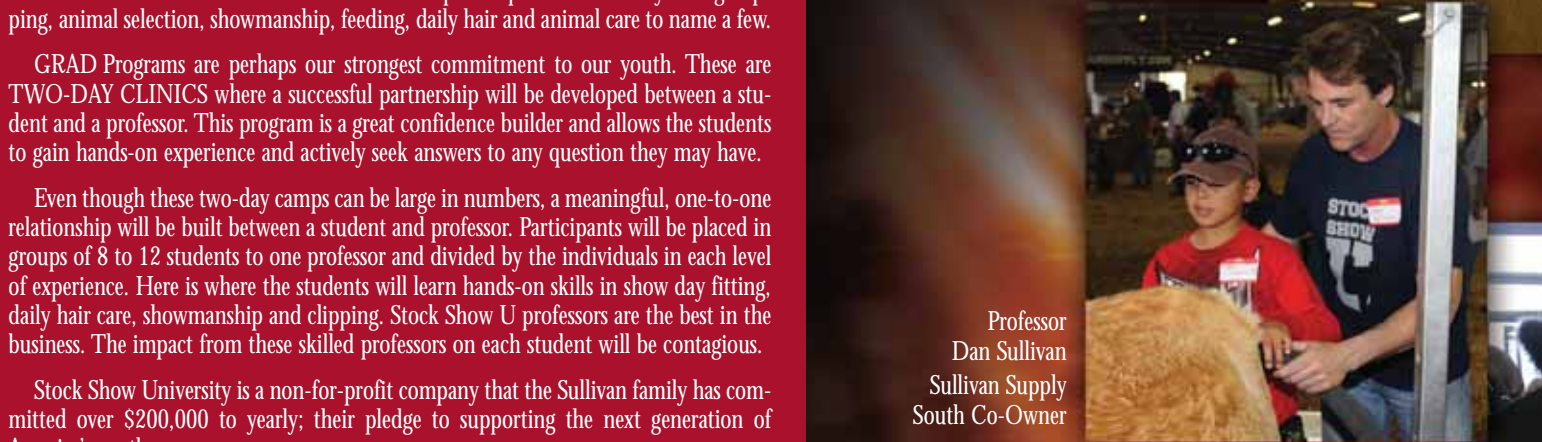 ping, animal selection, showmanship, feeding, daily hair and animal care to name a few.
GRAD Programs are perhaps our strongest commitment to our youth. These are
TWO-DAY CLINICS where a successful partnership will be developed between a stu-
dent and a professor. This program is a great confidence builder and allows the students
to gain hands-on experience and actively seek answers to any question they may have.
Even though these two-day camps can be large in numbers, a meaningful, one-to-one
relationship will be built between a student and professor. Participants will be placed in
groups of 8 to 12 students to one professor and divided by the individuals in each level
of experience. Here is where the students will learn hands-on skills in show day fitting,
daily hair care, showmanship and clipping. Stock Show U professors are the best in the
business. The impact from these skilled professors on each student will be contagious.
Stock Show University is a non-for-profit company that the Sullivan family has com-
mitted over $200,000 to yearly; their pledge to supporting the next generation of
Professor
Dan Sullivan
Sullivan Supply
South Co-Owner
SHOW
U